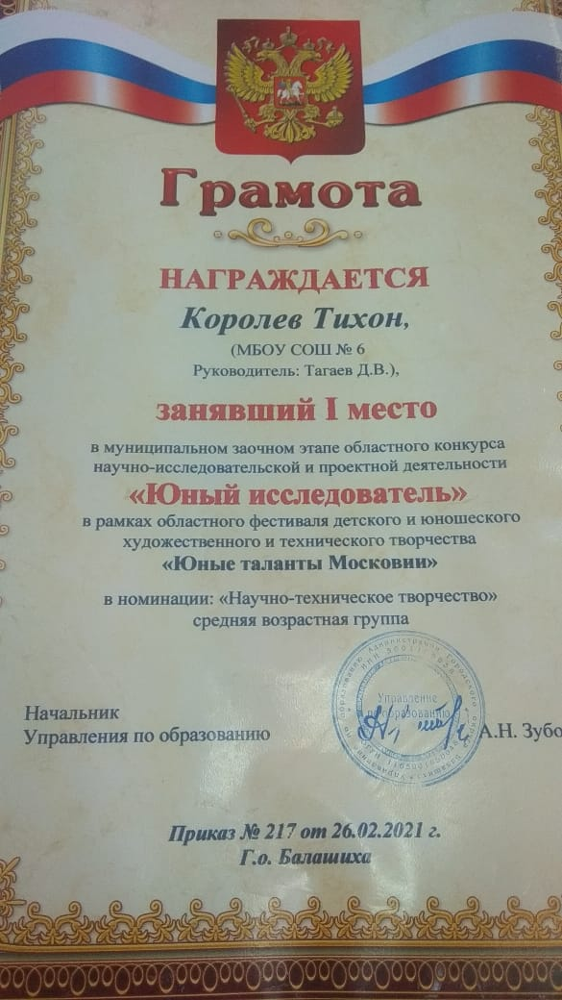 Грамота
НАГРАЖДАЕТСЯ
Королев Тихон,
(МБОУ СОШ № 6
Руководитель: Тагаев Д.В.),
занявший I место
в муниципальном заочном этапе областного конкурса
научно-исследовательской и проектной деятельности
«Юный исследователь»
в рамках областного фестиваля детского и юношеского
художественного и технического творчества
«Юные таланты Московии»
в номинации: «Научно-техническое творчество»
средняя возрастная группа
Управление
по образованию
Начальник
Управления по образованию
А.Н. Зубо
Приказ № 217 от 26.02.2021 г.
Г.о. Балашиха